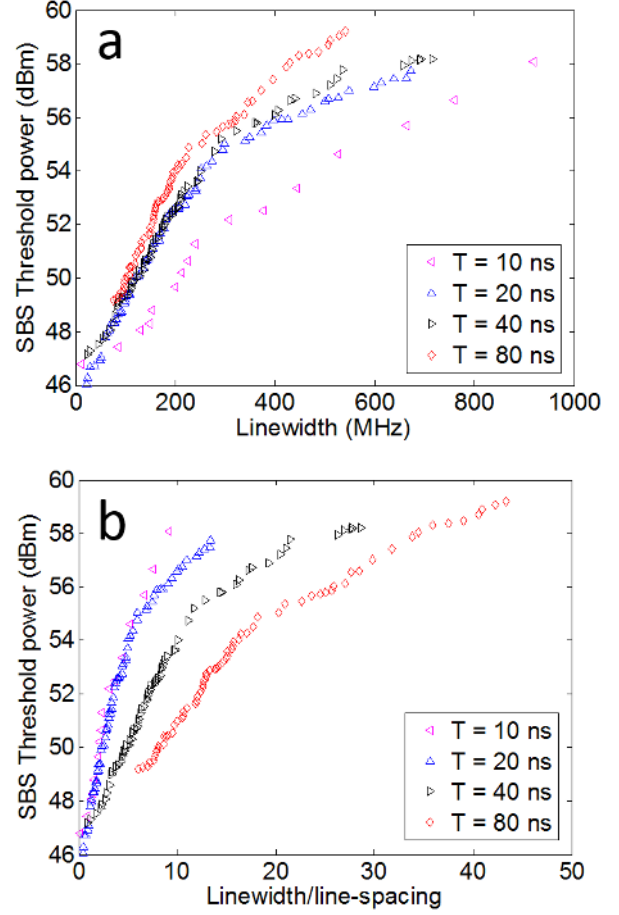 a
SBS Threshold power (dBm)
60
58
56
54
52
50
48
46
0
200
400
600
800
1000
Linewidth (MHz)
T = 10 ns
T = 20 ns
T = 40 ns
T = 80 ns
b
SBS Threshold power (dBm)
60
58
56
54
52
50
48
46
0
10
20
30
40
50
Linewidth/line-spacing
T = 10 ns
T = 20 ns
T = 40 ns
T = 80 ns